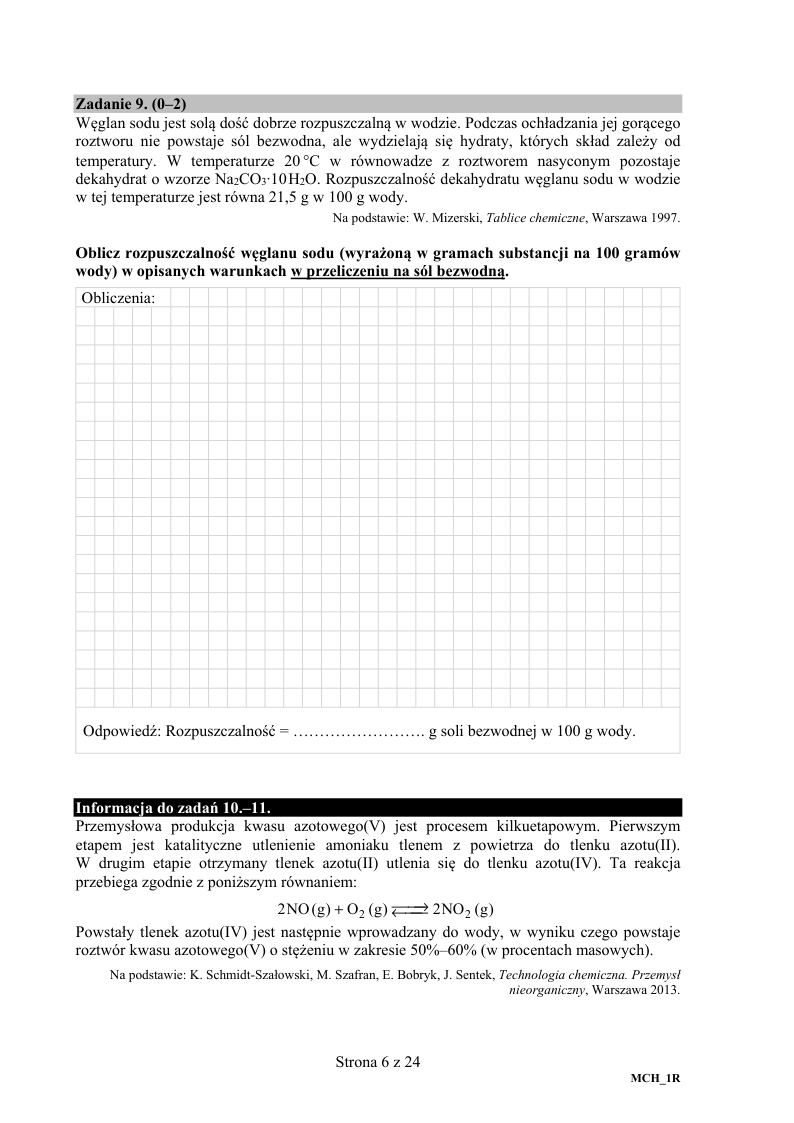 Zadanie 9. (0–2)
Węglan sodu jest solą dość dobrze rozpuszczalną w wodzie. Podczas ochładzania jej gorącego
roztworu nie powstaje sól bezwodna, ale wydzielają się hydraty, których skład zależy od
temperatury. W temperaturze 20 °C w równowadze z roztworem nasyconym pozostaje
dekahydrat o wzorze Na₂CO₃·10H₂O. Rozpuszczalność dekahydratu węglanu sodu w wodzie
w tej temperaturze jest równa 21,5 g w 100 g wody.
Na podstawie: W. Mizerski, Tablice chemiczne, Warszawa 1997.
Oblicz rozpuszczalność węglanu sodu (wyrażoną w gramach substancji na 100 gramów
wody) w opisanych warunkach w przeliczeniu na sól bezwodną.
Obliczenia:
Odpowiedź: Rozpuszczalność = ……………………. g soli bezwodnej w 100 g wody.
Informacja do zadań 10.–11.
Przemysłowa produkcja kwasu azotowego(V) jest procesem kilkuetapowym. Pierwszym
etapem jest katalityczne utlenienie amoniaku tlenem z powietrza do tlenku azotu(II).
W drugim etapie otrzymany tlenek azotu(II) utlenia się do tlenku azotu(IV). Ta reakcja
przebiega zgodnie z poniższym równaniem:
2NO (g) + O₂ (g) ⇄ 2NO₂ (g)
Powstały tlenek azotu(IV) jest następnie wprowadzany do wody, w wyniku czego powstaje
roztwór kwasu azotowego(V) o stężeniu w zakresie 50%–60% (w procentach masowych).
Na podstawie: K. Schmidt-Szałowski, M. Szafran, E. Bobryk, J. Sentek, Technologia chemiczna. Przemysł
nieorganiczny, Warszawa 2013.
Strona 6 z 24
MCH_1R